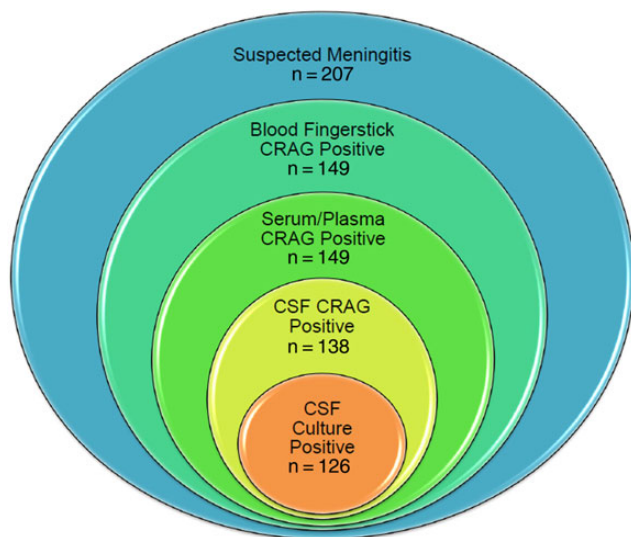 Suspected Meningitis
n = 207
Blood Fingerstick
CRAG Positive
n = 149
Serum/Plasma
CRAG Positive
n = 149
CSF CRAG
Positive
n = 138
CSF
Culture
Positive
n = 126